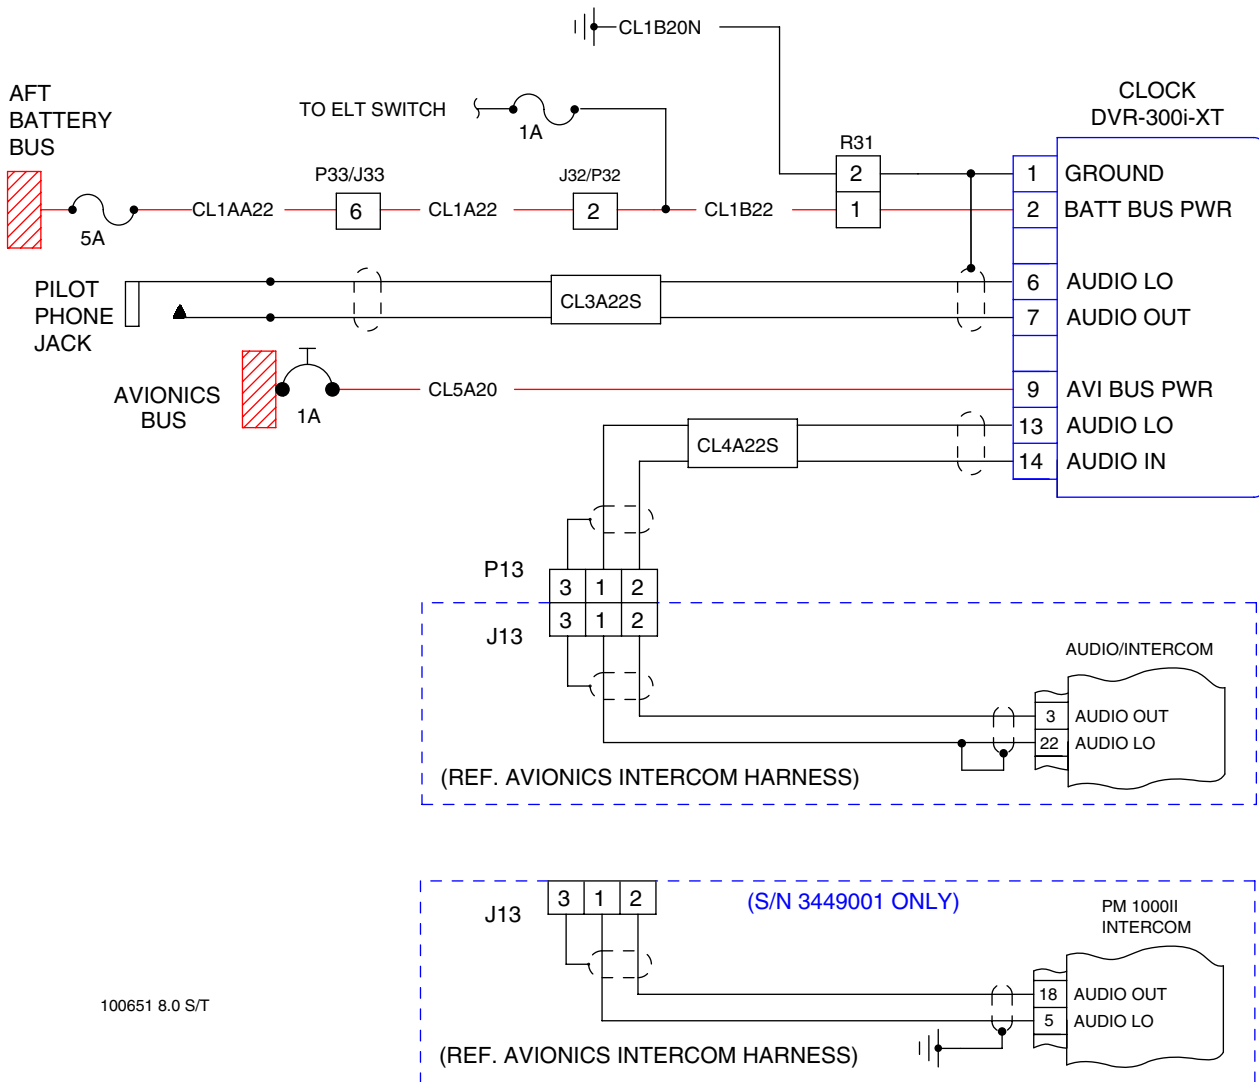 CL1B20N
AFT
BATTERY
BUS
TO ELT SWITCH
1A
CLOCK
DVR-300i-XT
R31
P33/J33
J32/P32
2
1
GROUND
CL1AA22
6
CL1A22
2
CL1B22
1
2
BATT BUS PWR
5A
PILOT
PHONE
JACK
CL3A22S
6
AUDIO LO
7
AUDIO OUT
AVIONICS
BUS
1A
CL5A20
9
AVI BUS PWR
CL4A22S
13
AUDIO LO
14
AUDIO IN
P13
3 1 2
J13
3 1 2
AUDIO/INTERCOM
3
AUDIO OUT
22
AUDIO LO
(REF. AVIONICS INTERCOM HARNESS)
J13
3 1 2
(S/N 3449001 ONLY)
PM 1000II
INTERCOM
18
AUDIO OUT
5
AUDIO LO
100651 8.0 S/T
(REF. AVIONICS INTERCOM HARNESS)